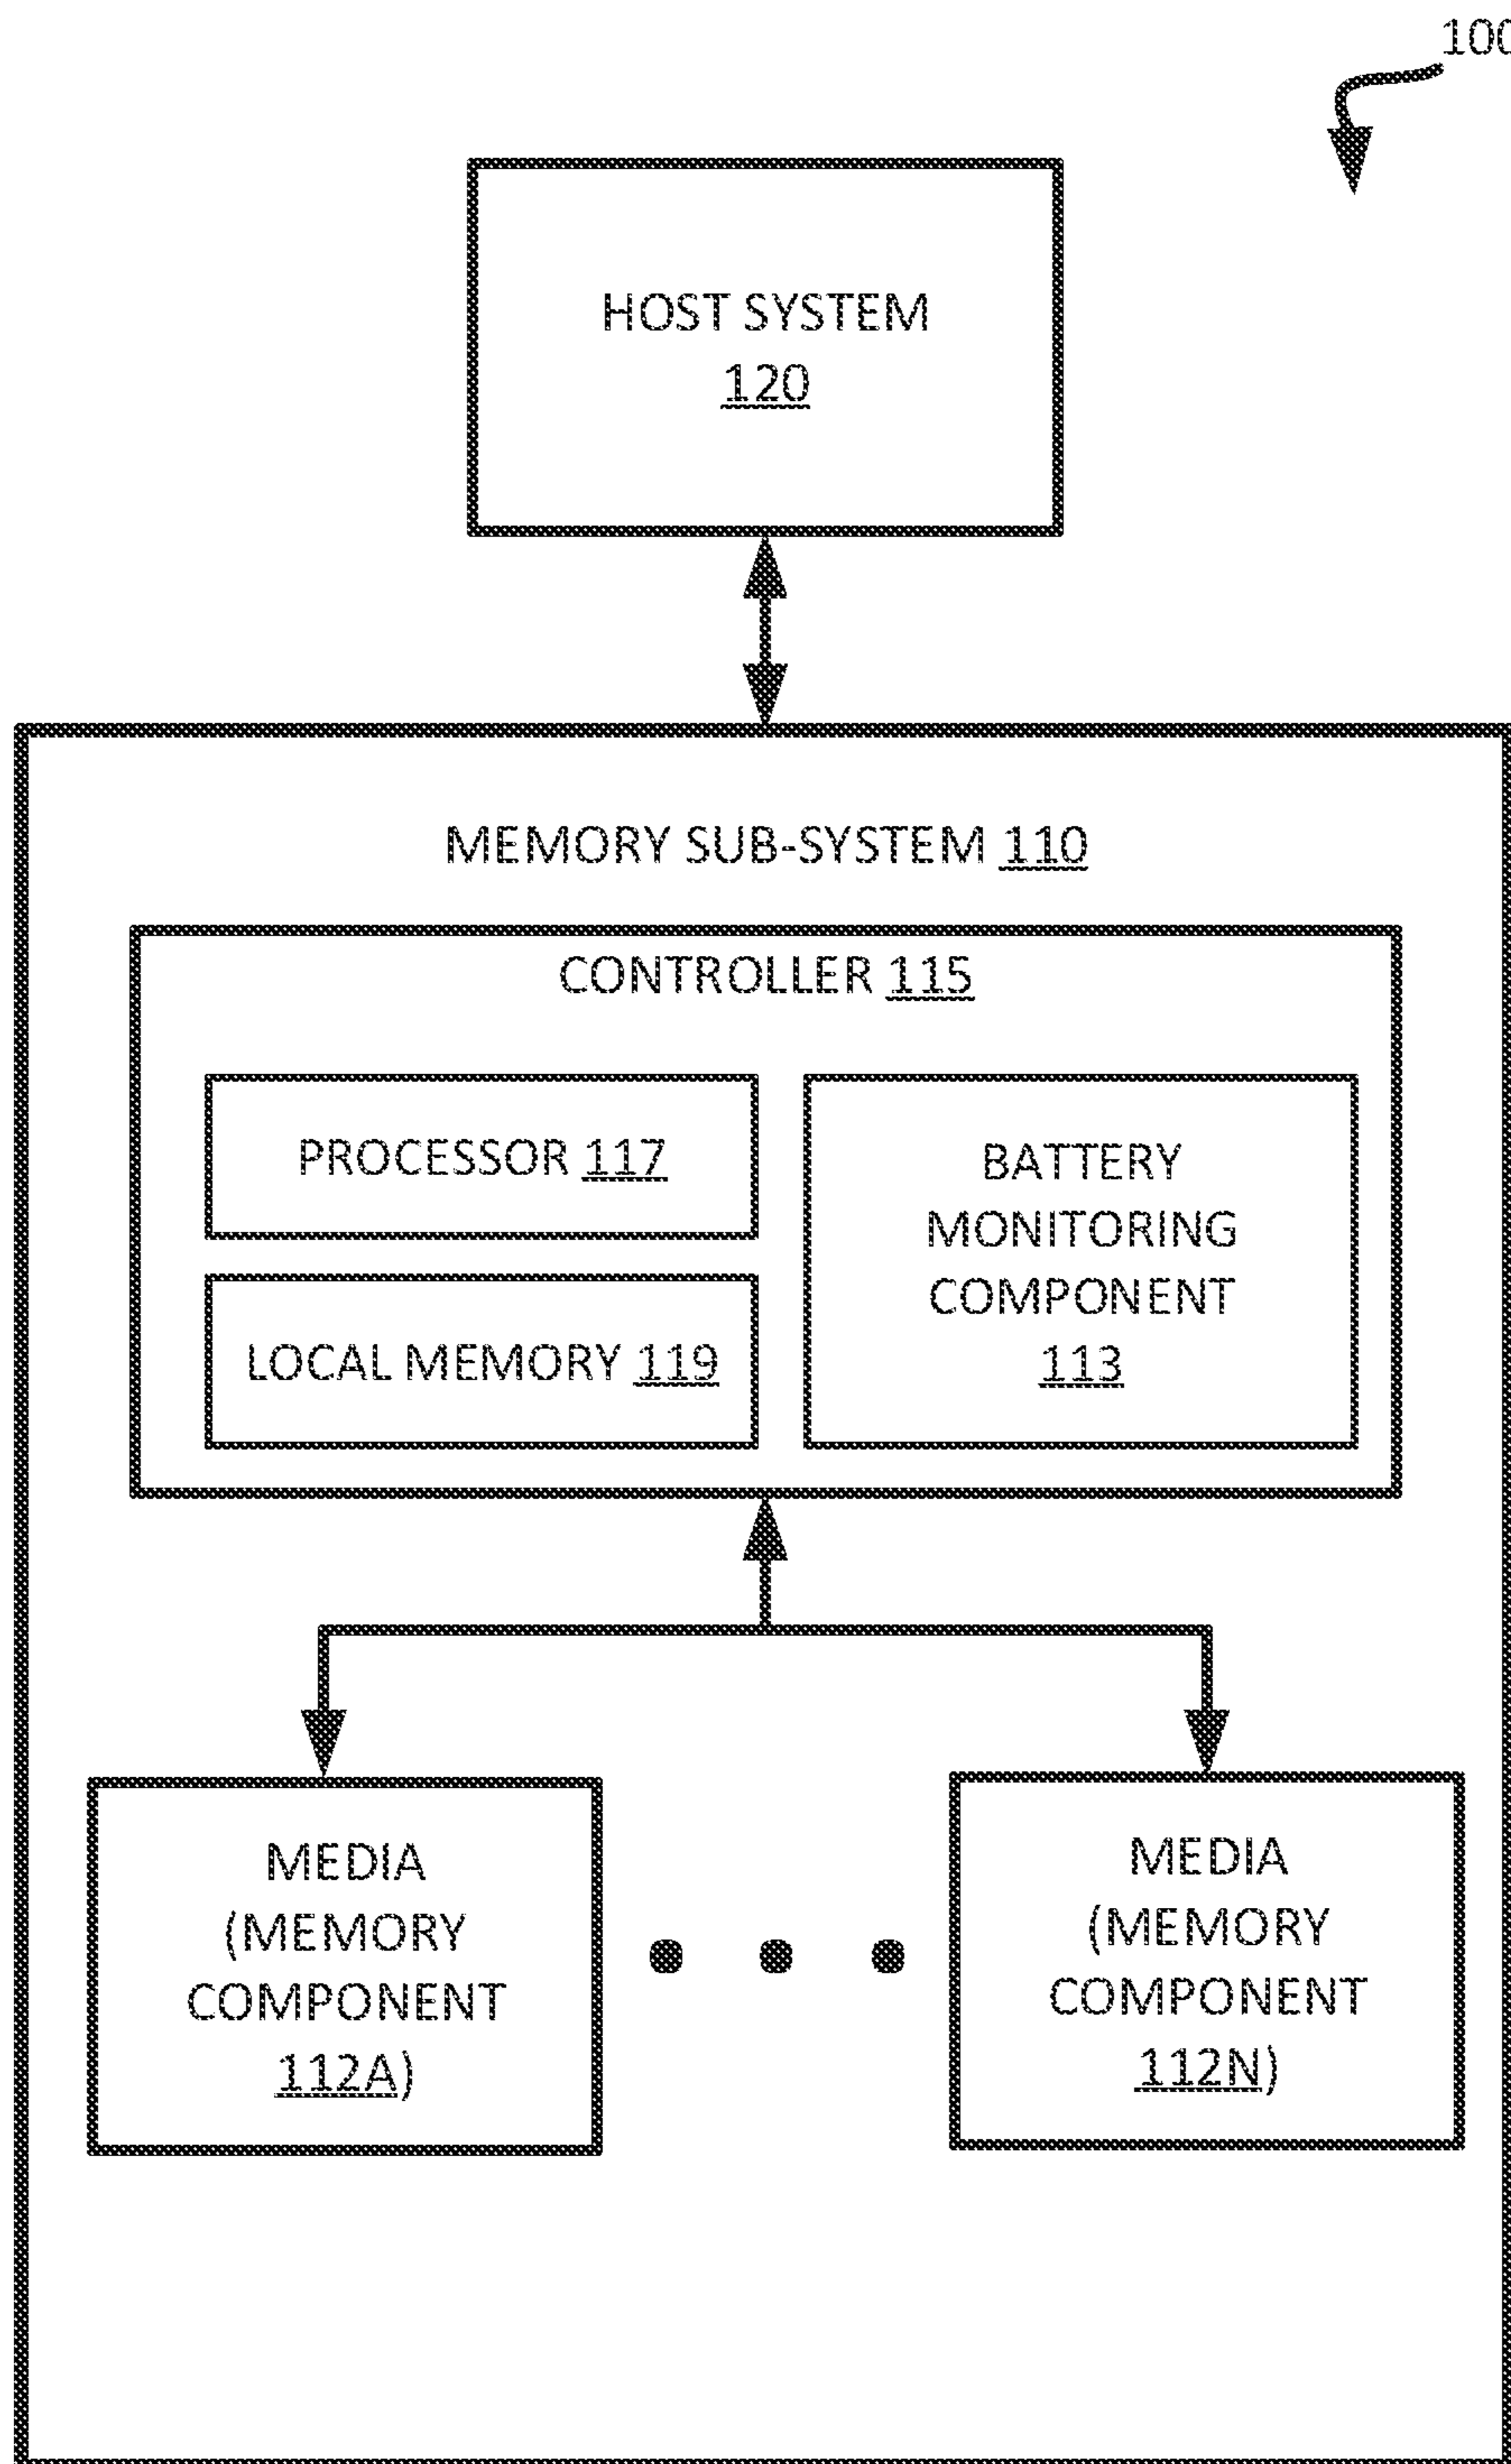 100
HOST SYSTEM
120
MEMORY SUB-SYSTEM 110
CONTROLLER 115
PROCESSOR 117
LOCAL MEMORY 119
BATTERY
MONITORING
COMPONENT
113
MEDIA
(MEMORY
COMPONENT
112A)
MEDIA
(MEMORY
COMPONENT
112N)